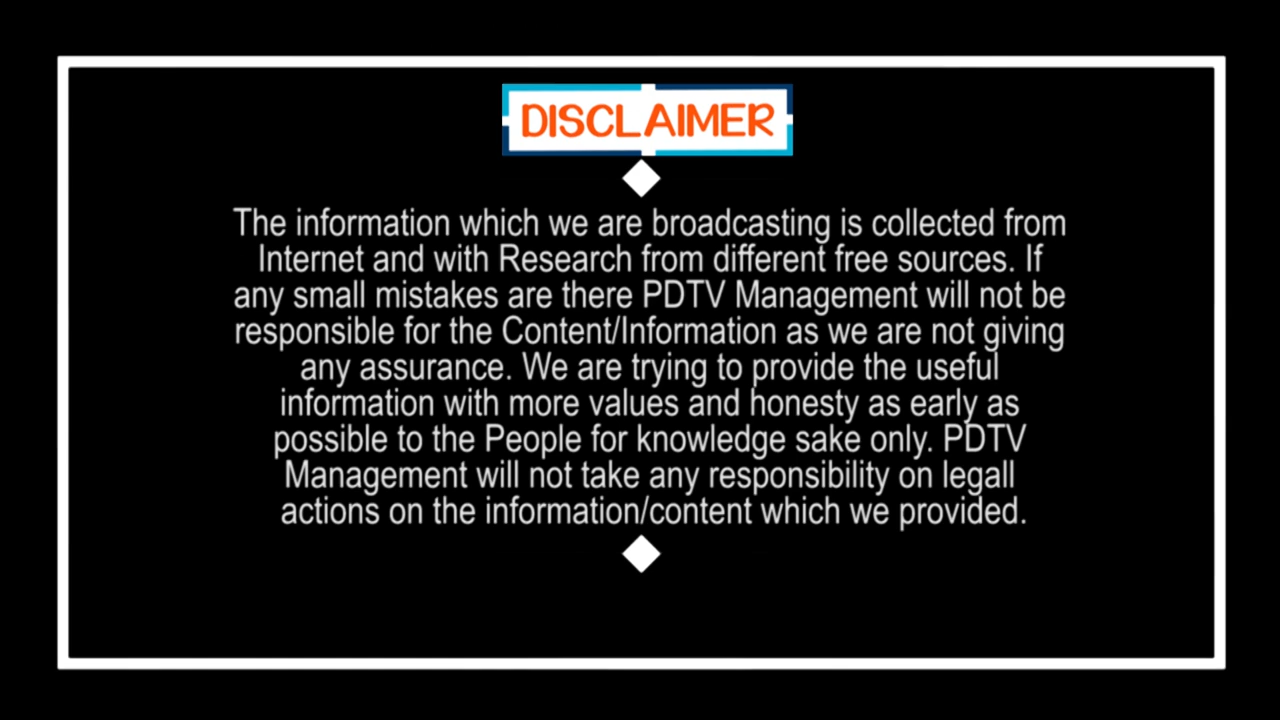 DISCLAIMER
The information which we are broadcasting is collected from
Internet and with Research from different free sources. If
any small mistakes are there PDTV Management will not be
responsible for the Content/Information as we are not giving
any assurance. We are trying to provide the useful
information with more values and honesty as early as
possible to the People for knowledge sake only. PDTV
Management will not take any responsibility on legall
actions on the information/content which we provided.